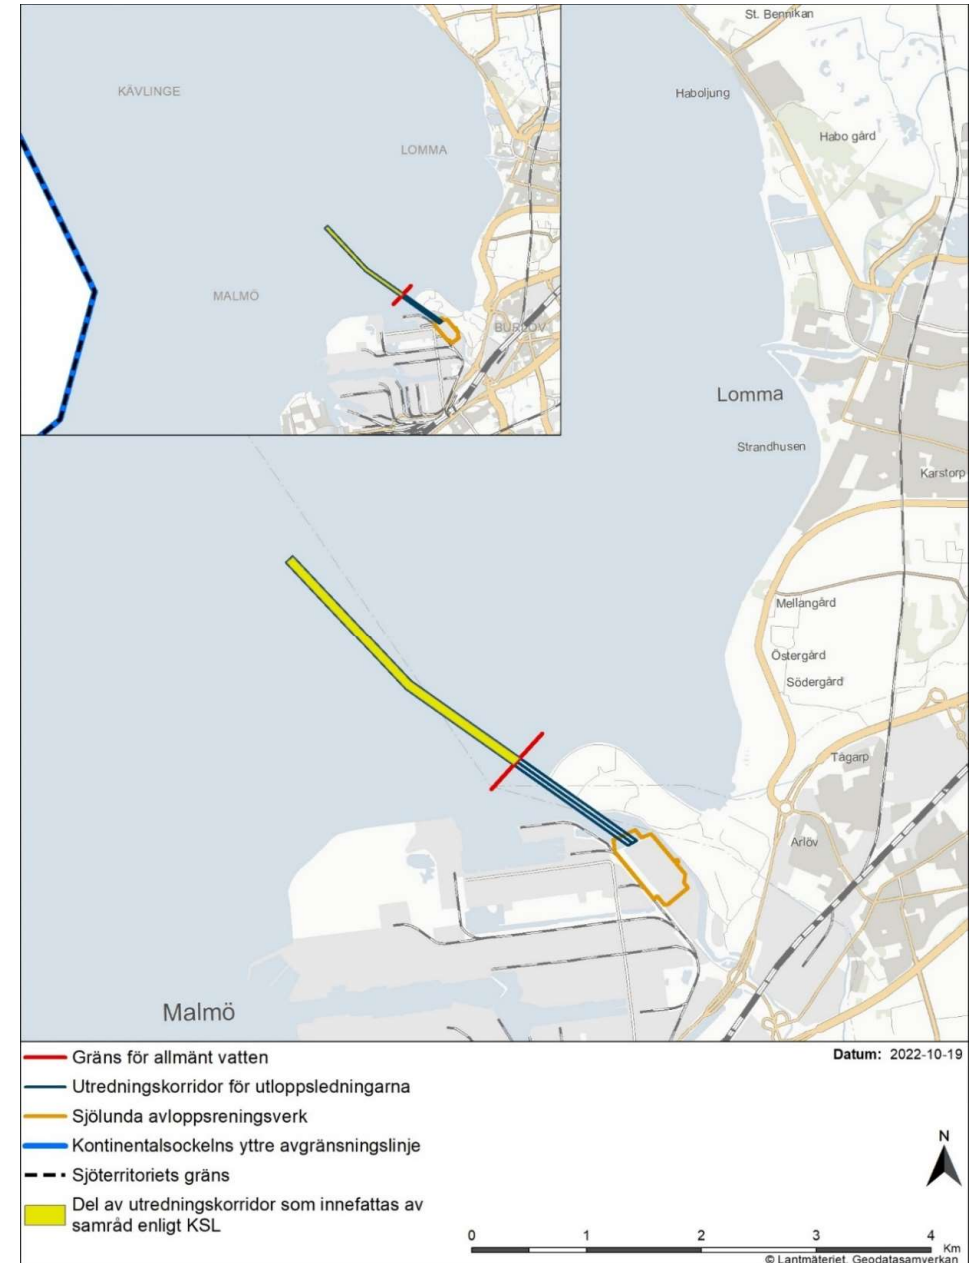 St. Bennikan
KÄVLINGE
Haboljung
Habo gård
LOMMA
MALMÖ
BURLÖV
Lomma
Strandhusen
Karstorp
Mellangård
Östergård
Södergård
Tågarp
Arlöv
Malmö
Gräns för allmänt vatten
Datum: 2022-10-19
Utredningskorridor för utloppsledningarna
Sjölunda avloppsreningsverk
Kontinentalsockelns yttre avgränsningslinje
Sjöterritoriets gräns
Del av utredningskorridor som innefattas av
samråd enligt KSL
N
0 1 2 3 4
Km
© Lantmäteriet, Geodatasamverkan